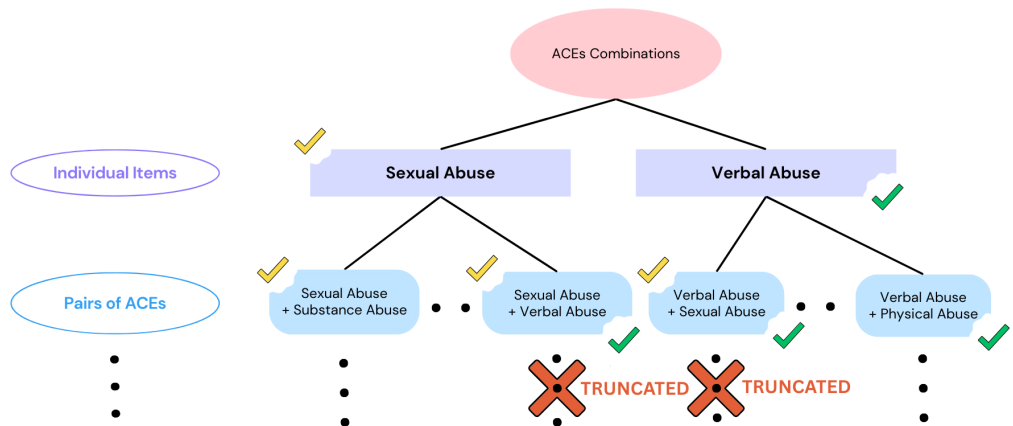 ACEs Combinations
Individual Items
Sexual Abuse
Verbal Abuse
Pairs of ACEs
Sexual Abuse
+ Substance Abuse
Sexual Abuse
+ Verbal Abuse
Verbal Abuse
+ Sexual Abuse
Verbal Abuse
+ Physical Abuse
TRUNCATED
TRUNCATED